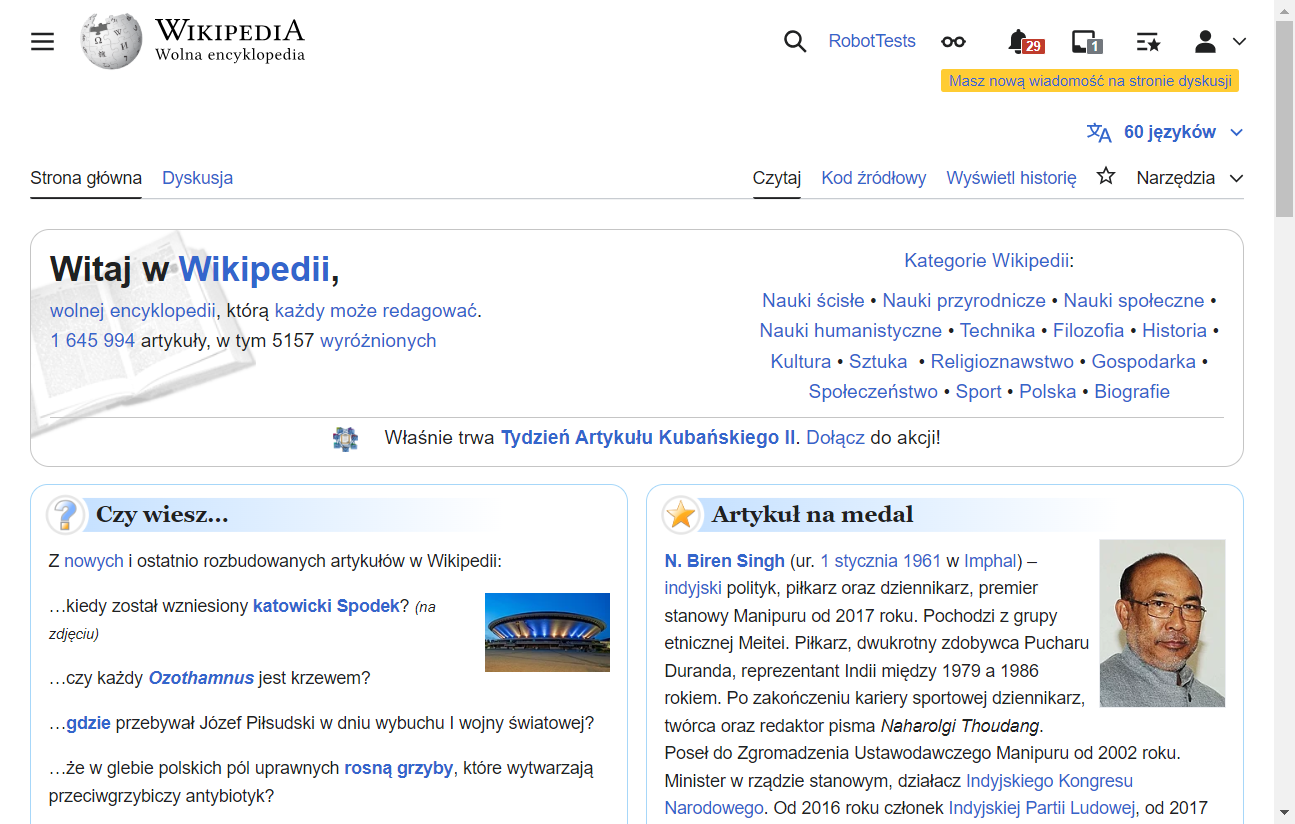 WIKIPEDIA
Wolna encyklopedia
RobotTests
29
1
Masz nową wiadomość na stronie dyskusji
60 języków
Strona główna
Dyskusja
Czytaj
Kod źródłowy
Wyświetl historię
Narzędzia
Witaj w Wikipedii,
wolnej encyklopedii, którą każdy może redagować.
1 645 994 artykuły, w tym 5157 wyróżnionych
Kategorie Wikipedii:
Nauki ścisłe • Nauki przyrodnicze • Nauki społeczne •
Nauki humanistyczne • Technika • Filozofia • Historia •
Kultura • Sztuka • Religioznawstwo • Gospodarka •
Społeczeństwo • Sport • Polska • Biografie
Właśnie trwa Tydzień Artykułu Kubańskiego II. Dołącz do akcji!
Czy wiesz...
Z nowych i ostatnio rozbudowanych artykułów w Wikipedii:
…kiedy został wzniesiony katowicki Spodek? (na
zdjęciu)
…czy każdy Ozothamnus jest krzewem?
…gdzie przebywał Józef Piłsudski w dniu wybuchu I wojny światowej?
…że w glebie polskich pól uprawnych rosną grzyby, które wytwarzają
przeciwgrzybiczy antybiotyk?
Artykuł na medal
N. Biren Singh (ur. 1 stycznia 1961 w Imphal) –
indyjski polityk, piłkarz oraz dziennikarz, premier
stanowy Manipuru od 2017 roku. Pochodzi z grupy
etnicznej Meitei. Piłkarz, dwukrotny zdobywca Pucharu
Duranda, reprezentant Indii między 1979 a 1986
rokiem. Po zakończeniu kariery sportowej dziennikarz,
twórca oraz redaktor pisma Naharolgi Thoudang.
Poseł do Zgromadzenia Ustawodawczego Manipuru od 2002 roku.
Minister w rządzie stanowym, działacz Indyjskiego Kongresu
Narodowego. Od 2016 roku członek Indyjskiej Partii Ludowej, od 2017